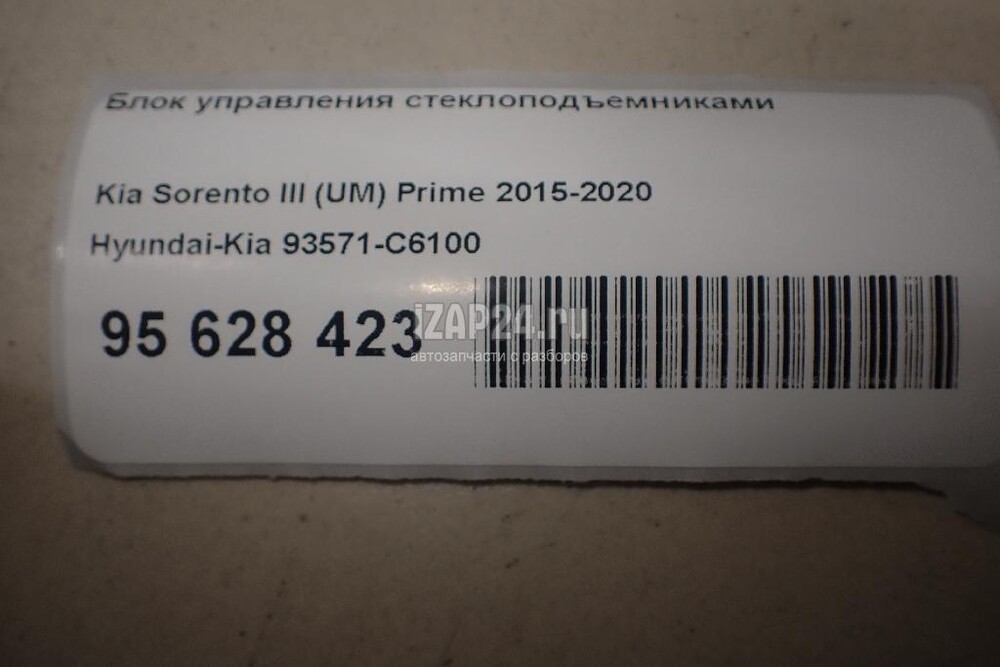 Блок управления стеклоподъемниками
Kia Sorento III (UM) Prime 2015-2020
Hyundai-Kia 93571-C6100
95 628 423
iZAP24.ru
автозапчасти с разборов